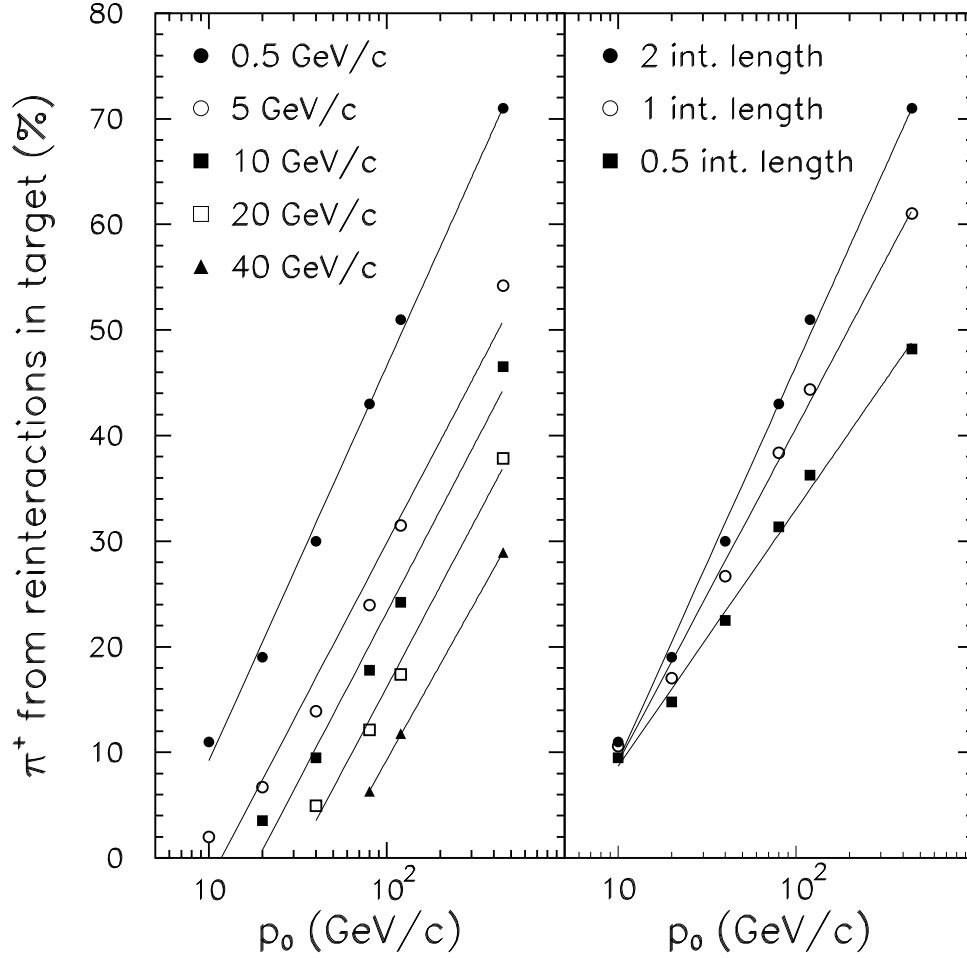 π⁺ from reinteractions in target (%)
80
70
60
50
40
30
20
10
0
0.5 GeV/c
5 GeV/c
10 GeV/c
20 GeV/c
40 GeV/c
10
10²
p₀ (GeV/c)
2 int. length
1 int. length
0.5 int. length
10
10²
p₀ (GeV/c)